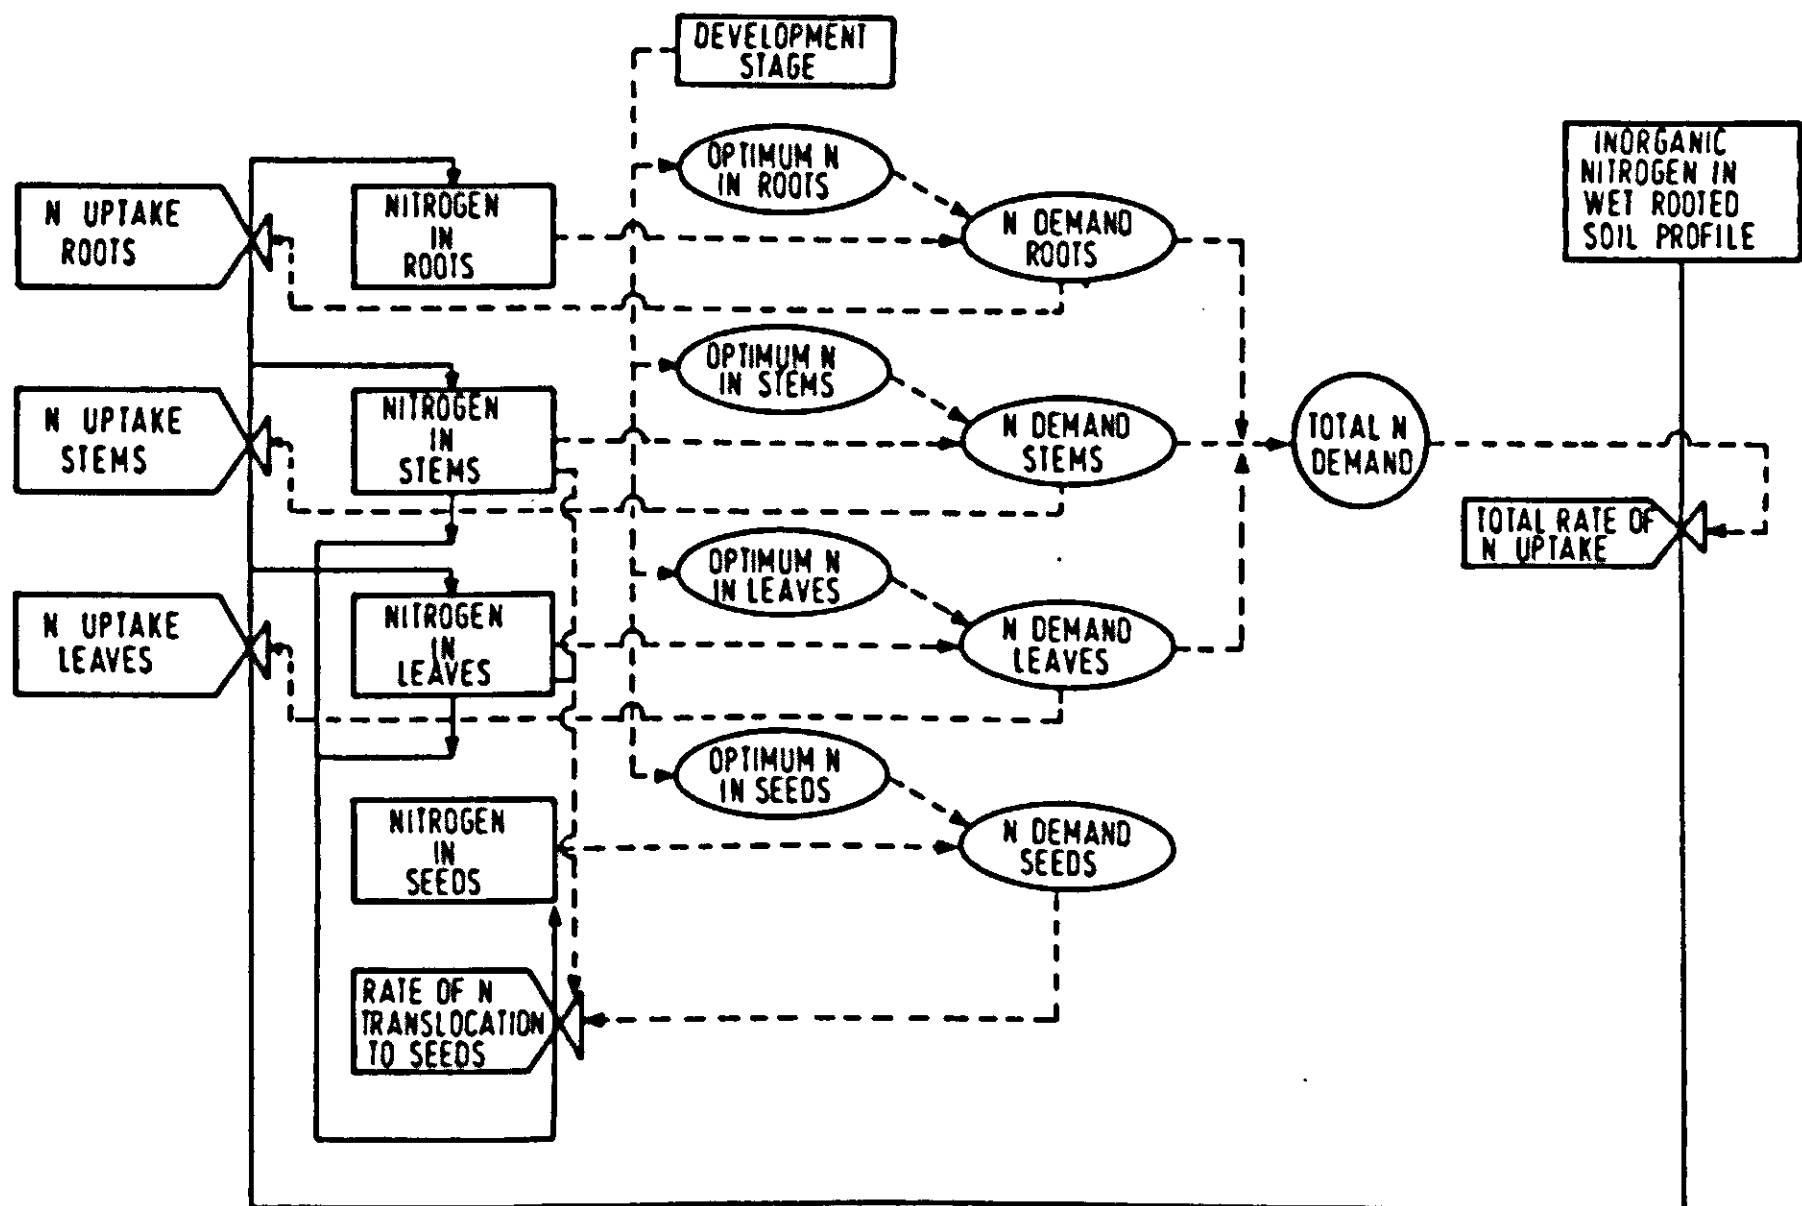 DEVELOPMENT
STAGE
OPTIMUM N
IN ROOTS
INORGANIC
NITROGEN IN
WET ROOTED
SOIL PROFILE
N UPTAKE
ROOTS
NITROGEN
IN
ROOTS
N DEMAND
ROOTS
OPTIMUM N
IN STEMS
N UPTAKE
STEMS
NITROGEN
IN
STEMS
N DEMAND
STEMS
TOTAL N
DEMAND
TOTAL RATE OF
N UPTAKE
OPTIMUM N
IN LEAVES
N UPTAKE
LEAVES
NITROGEN
IN
LEAVES
N DEMAND
LEAVES
OPTIMUM N
IN SEEDS
NITROGEN
IN
SEEDS
N DEMAND
SEEDS
RATE OF N
TRANSLOCATION
TO SEEDS